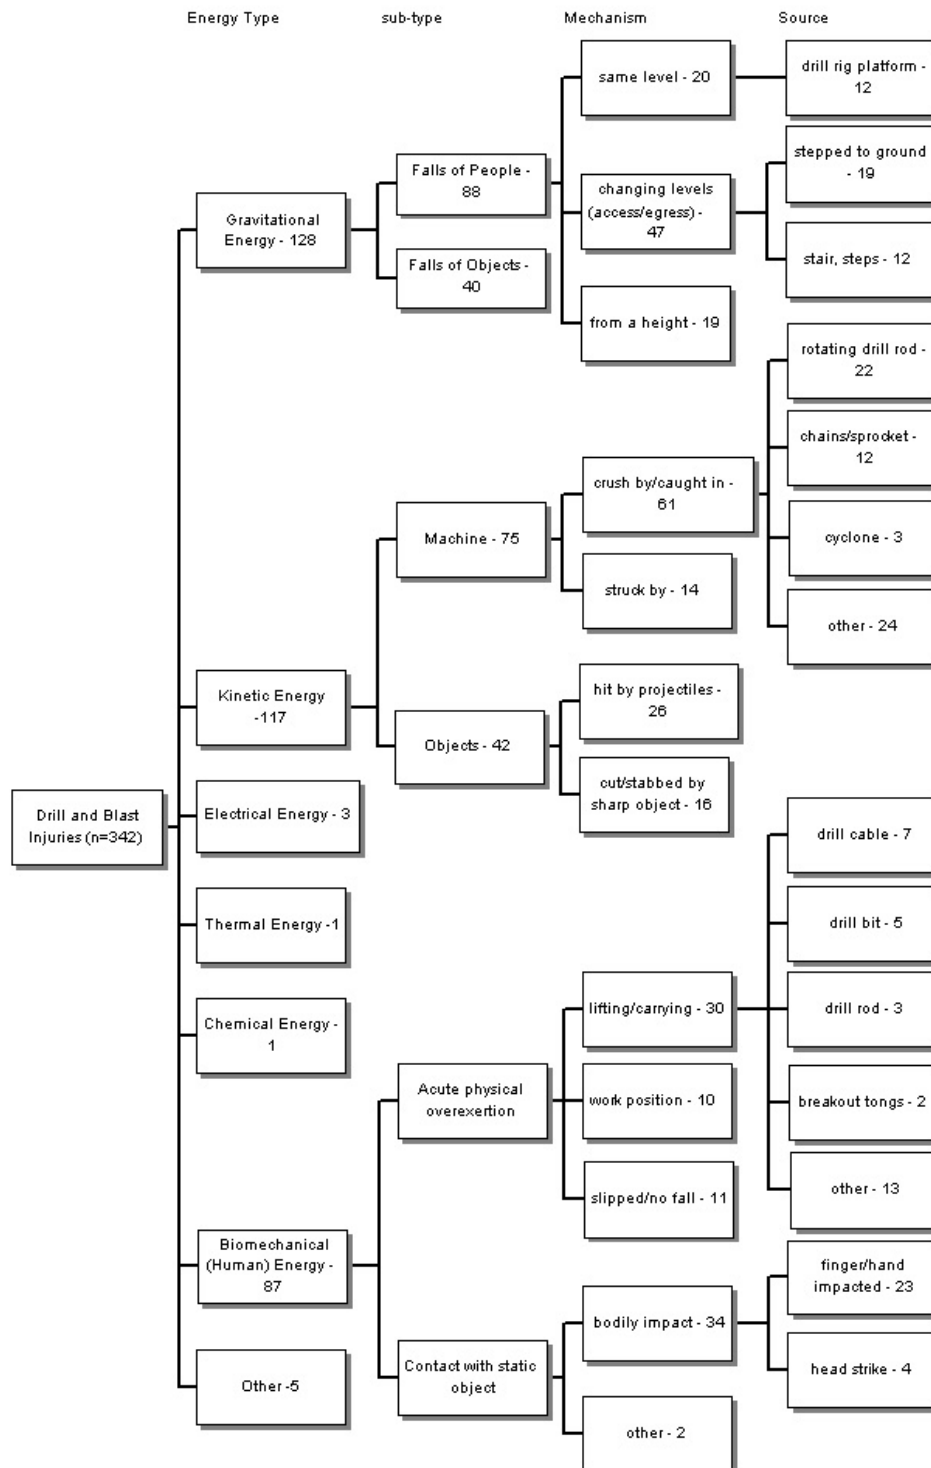 Energy Type
sub-type
Mechanism
Source
same level - 20
drill rig platform -
12
stepped to ground
- 19
Falls of People -
88
changing levels
(access/egress) -
47
Gravitational
Energy - 128
stair, steps - 12
Falls of Objects -
40
from a height - 19
rotating drill rod -
22
chains/sprocket -
12
crush by/caught in -
61
Machine - 75
cyclone - 3
struck by - 14
other - 24
Kinetic Energy
-117
hit by projectiles -
26
Objects - 42
cut/stabbed by
sharp object - 16
Drill and Blast
Injuries (n=342)
Electrical Energy - 3
drill cable - 7
Thermal Energy -1
drill bit - 5
Chemical Energy -
1
lifting/carrying - 30
drill rod - 3
Acute physical
overexertion
work position - 10
breakout tongs - 2
slipped/no fall - 11
other - 13
Biomechanical
(Human) Energy -
87
finger/hand
impacted - 23
bodily impact - 34
Other -5
Contact with static
object
head strike - 4
other - 2